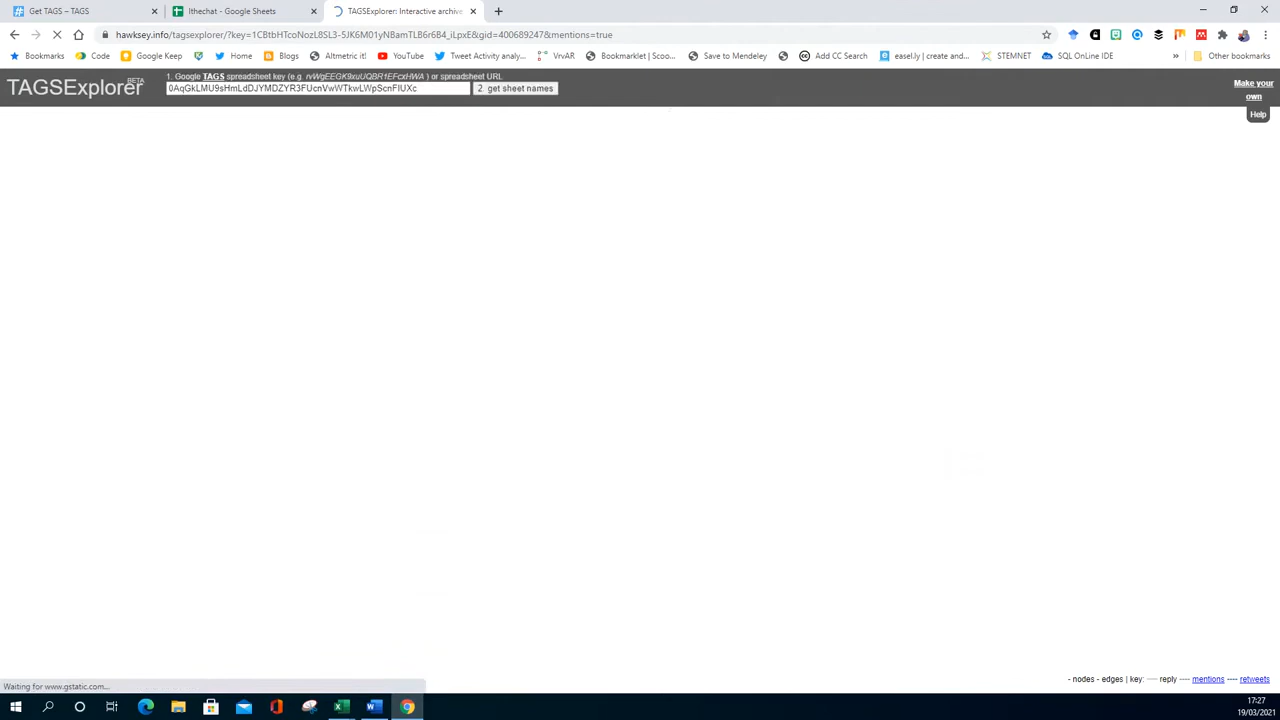 Get TAGS – TAGS
lthechat - Google Sheets
TAGSExplorer: Interactive archive
hawksey.info/tagsexplorer/?key=1CBtbHTcoNozL8SL3-5JK6M01yNBamTLB6r6B4_iLpxE&gid=400689247&mentions=true
Bookmarks
Code
Google Keep
Home
Blogs
Altmetric it!
YouTube
Tweet Activity analy...
VrvAR
Bookmarklet | Scoo...
Save to Mendeley
Add CC Search
easel.ly | create and...
STEMNET
SQL OnLine IDE
»
Other bookmarks
TAGSExplorer BETA
1. Google TAGS spreadsheet key (e.g. rvWgEEGK9xuUQBR1EFcxHWA ) or spreadsheet URL
0AqGkLMU9sHmLdDJYMDZYR3FUcnVwWTkwLWpScnFIUXc
2. get sheet names
Make your
own
Help
- nodes - edges | key: ---- reply ---- mentions ---- retweets
Waiting for www.gstatic.com...
17:27
19/03/2021